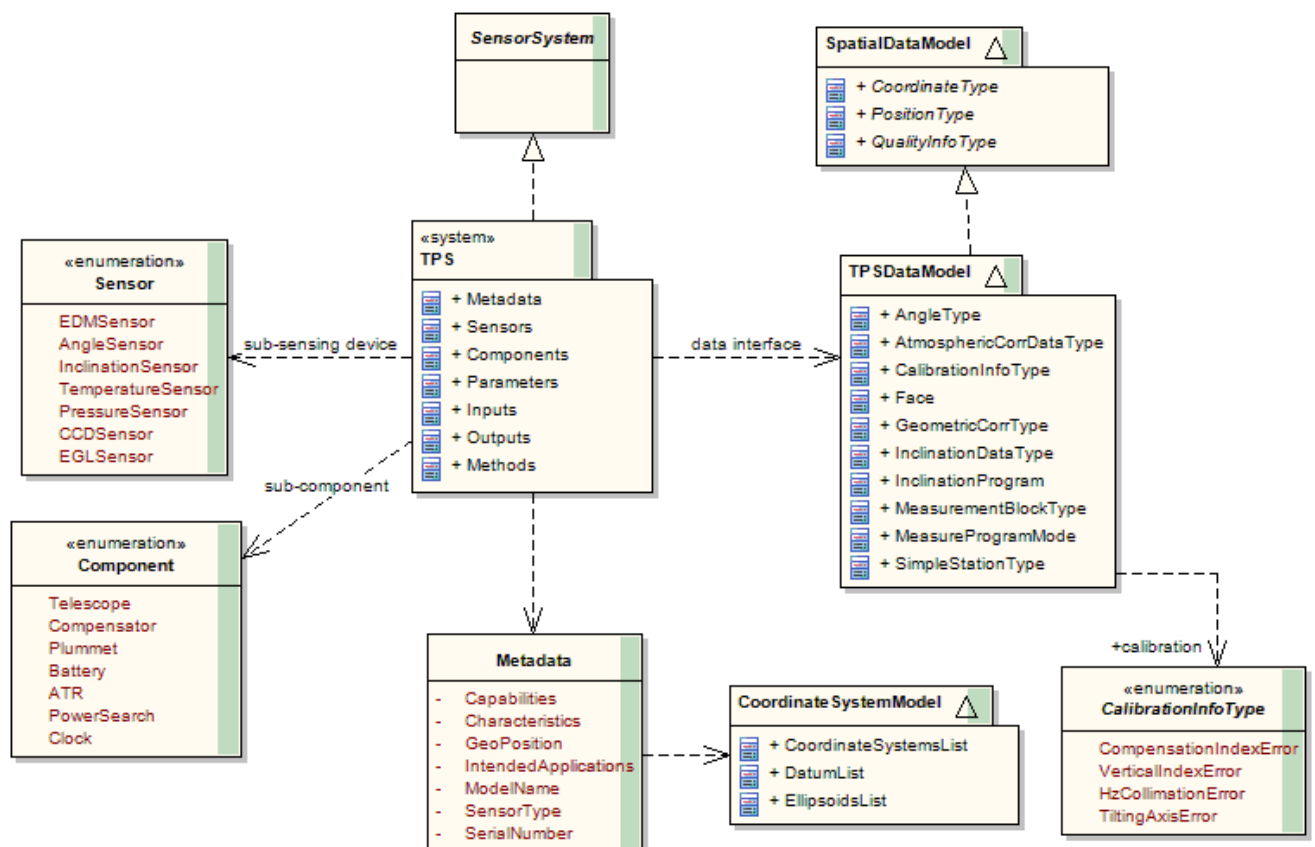 SensorSystem
SpatialDataModel
+ CoordinateType
+ PositionType
+ QualityInfoType
«enumeration»
Sensor
EDMSensor
AngleSensor
InclinationSensor
TemperatureSensor
PressureSensor
CCDSensor
EGLSensor
sub-sensing device
«system»
TPS
+ Metadata
+ Sensors
+ Components
+ Parameters
+ Inputs
+ Outputs
+ Methods
data interface
TPSDataModel
+ AngleType
+ AtmosphericCorrDataType
+ CalibrationInfoType
+ Face
+ GeometricCorrType
+ InclinationDataType
+ InclinationProgram
+ MeasurementBlockType
+ MeasureProgramMode
+ SimpleStationType
sub-component
«enumeration»
Component
Telescope
Compensator
Plummet
Battery
ATR
PowerSearch
Clock
Metadata
- Capabilities
- Characteristics
- GeoPosition
- IntendedApplications
- ModelName
- SensorType
- SerialNumber
CoordinateSystemModel
+ CoordinateSystemsList
+ DatumList
+ EllipsoidsList
+calibration
«enumeration»
CalibrationInfoType
CompensationIndexError
VerticalIndexError
HzCollimationError
TiltingAxisError